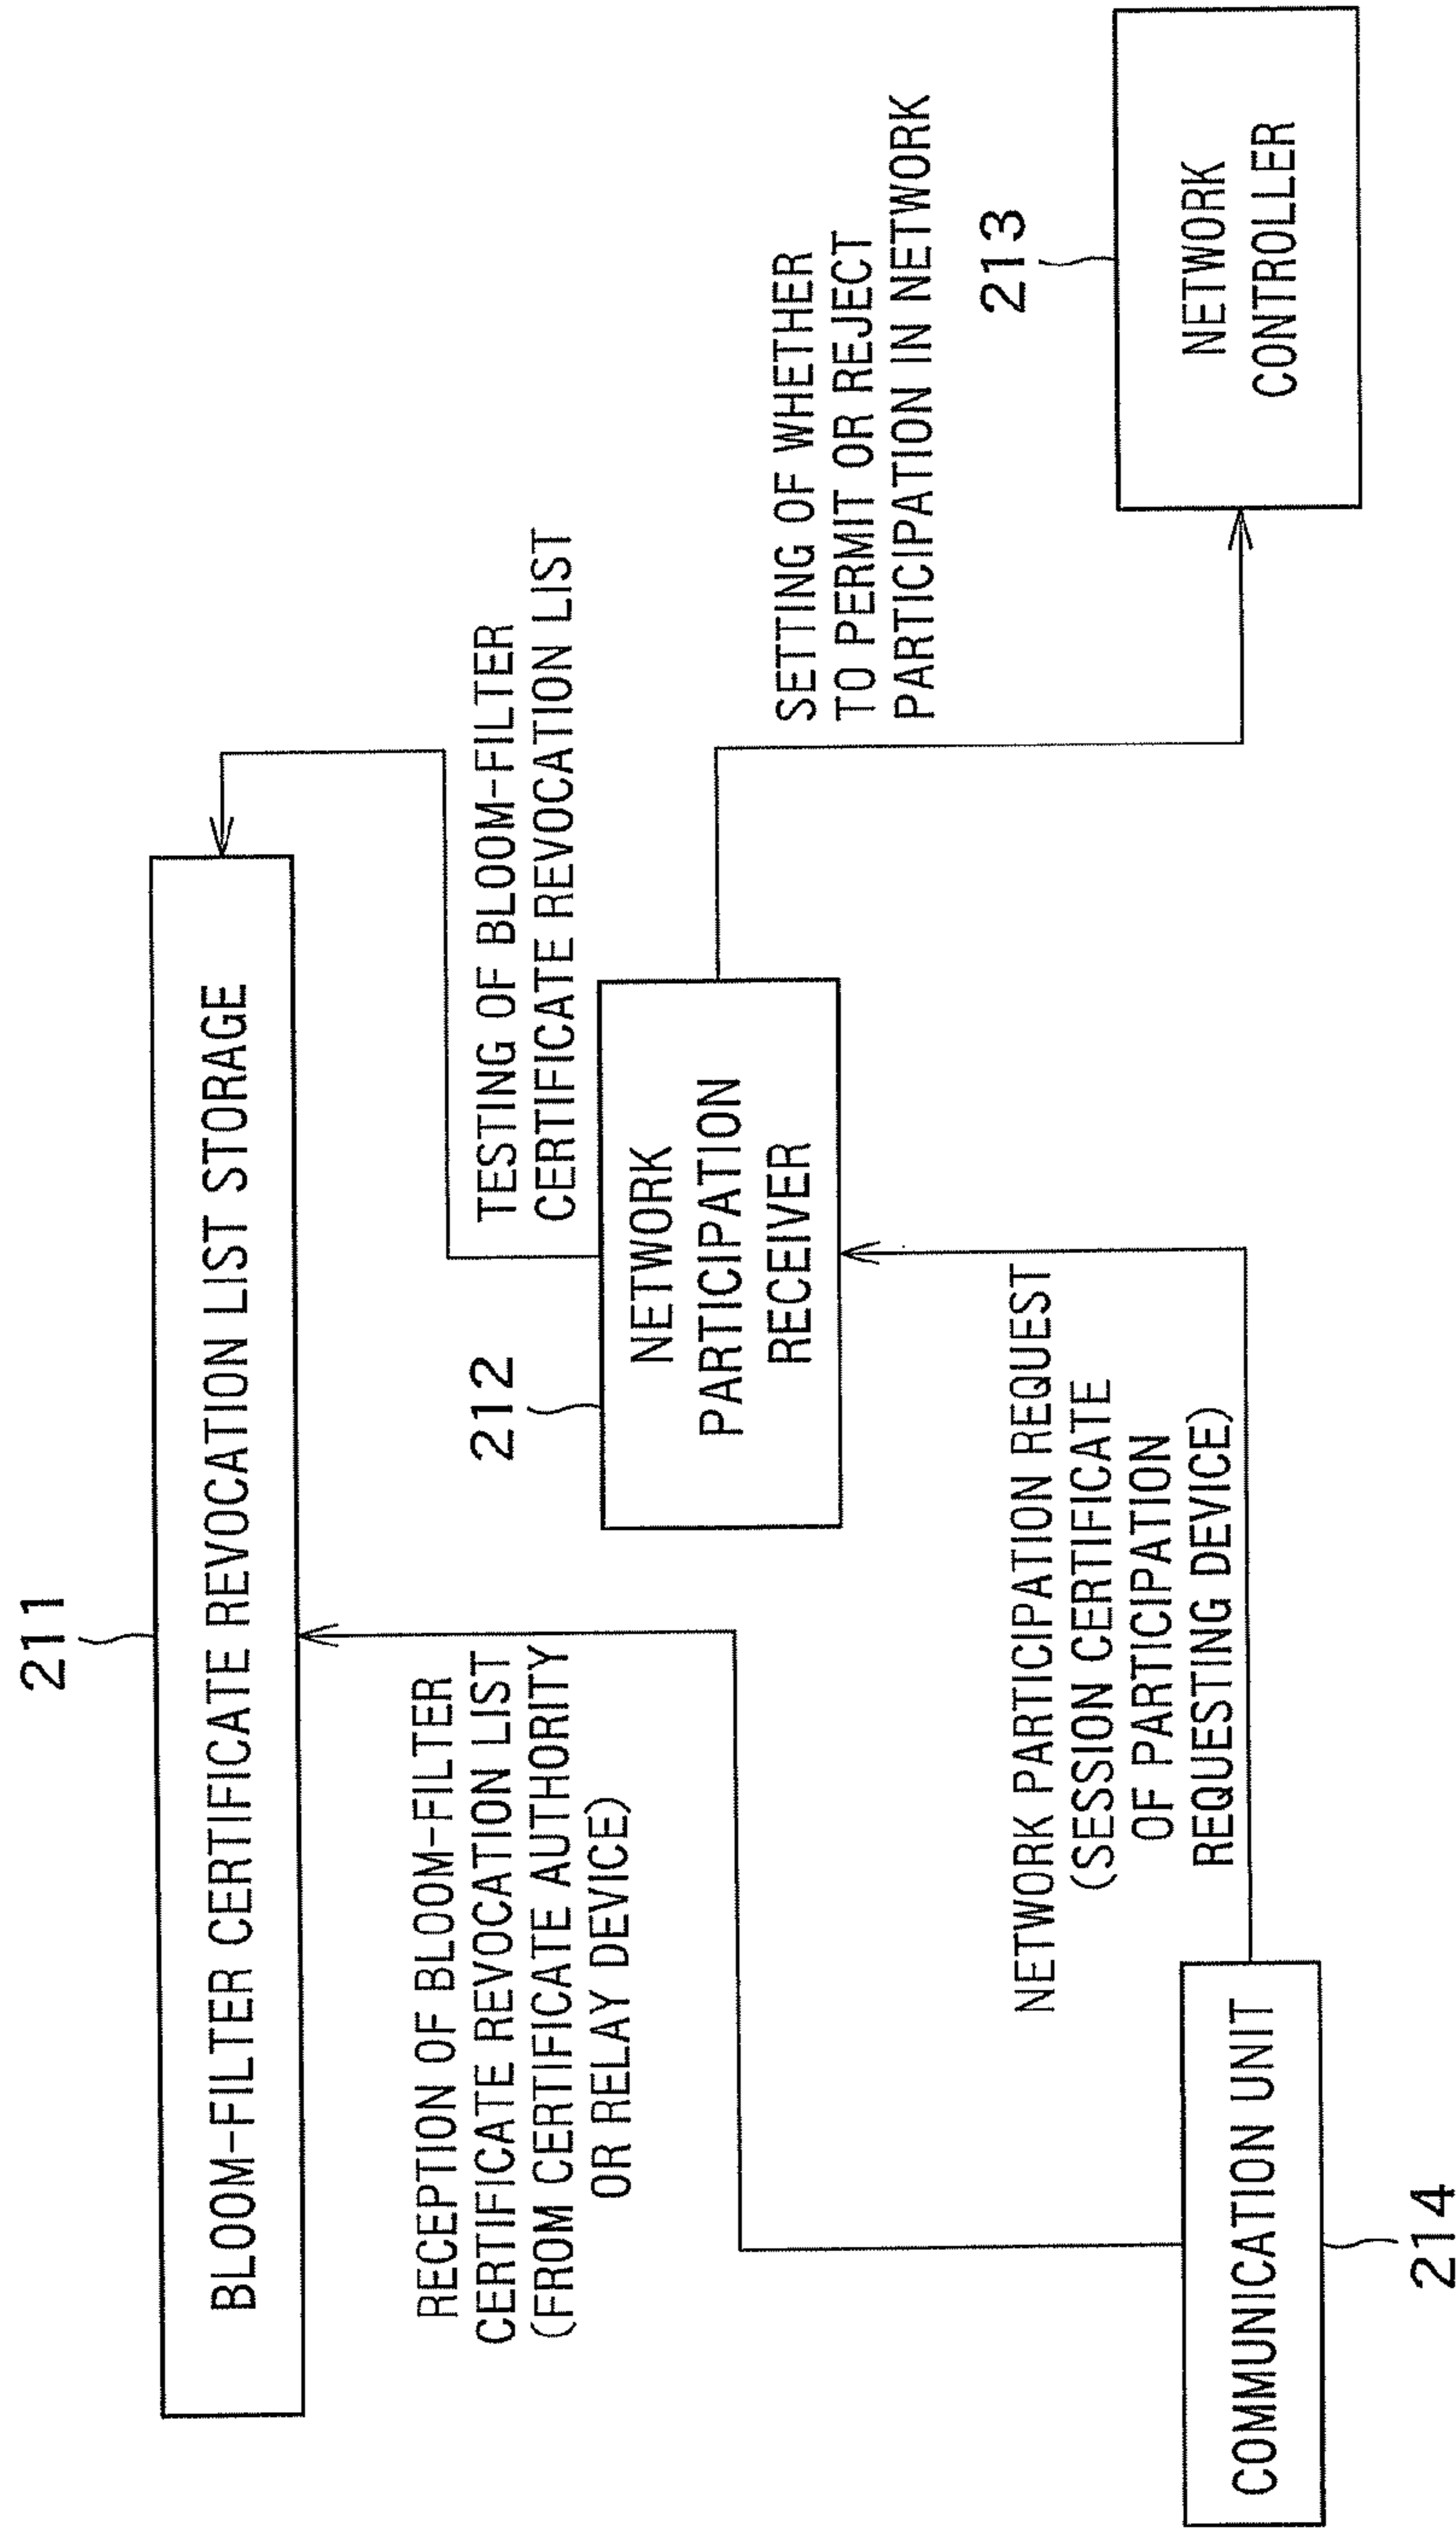 211
BLOOM-FILTER CERTIFICATE REVOCATION LIST STORAGE
RECEPTION OF BLOOM-FILTER
CERTIFICATE REVOCATION LIST
(FROM CERTIFICATE AUTHORITY
OR RELAY DEVICE)
TESTING OF BLOOM-FILTER
CERTIFICATE REVOCATION LIST
212
NETWORK
PARTICIPATION
RECEIVER
SETTING OF WHETHER
TO PERMIT OR REJECT
PARTICIPATION IN NETWORK
213
NETWORK
CONTROLLER
NETWORK PARTICIPATION REQUEST
(SESSION CERTIFICATE
OF PARTICIPATION
REQUESTING DEVICE)
COMMUNICATION UNIT
214